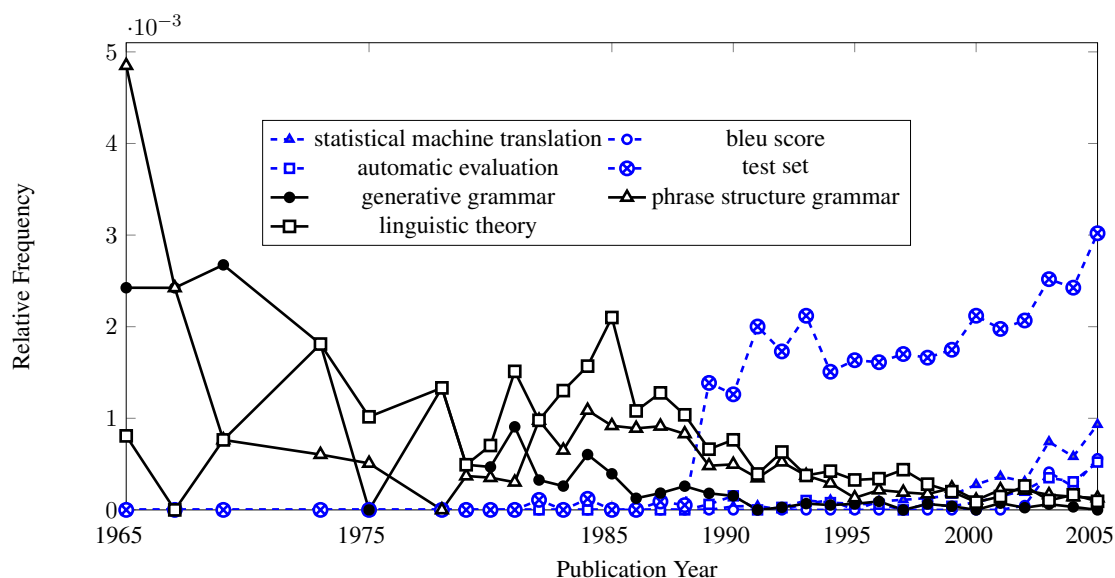 ·10−3
5
4
3
2
1
0
Relative Frequency
statistical machine translation bleu score
automatic evaluation test set
generative grammar phrase structure grammar
linguistic theory
1965 1975 1985 1990 1995 2000 2005
Publication Year